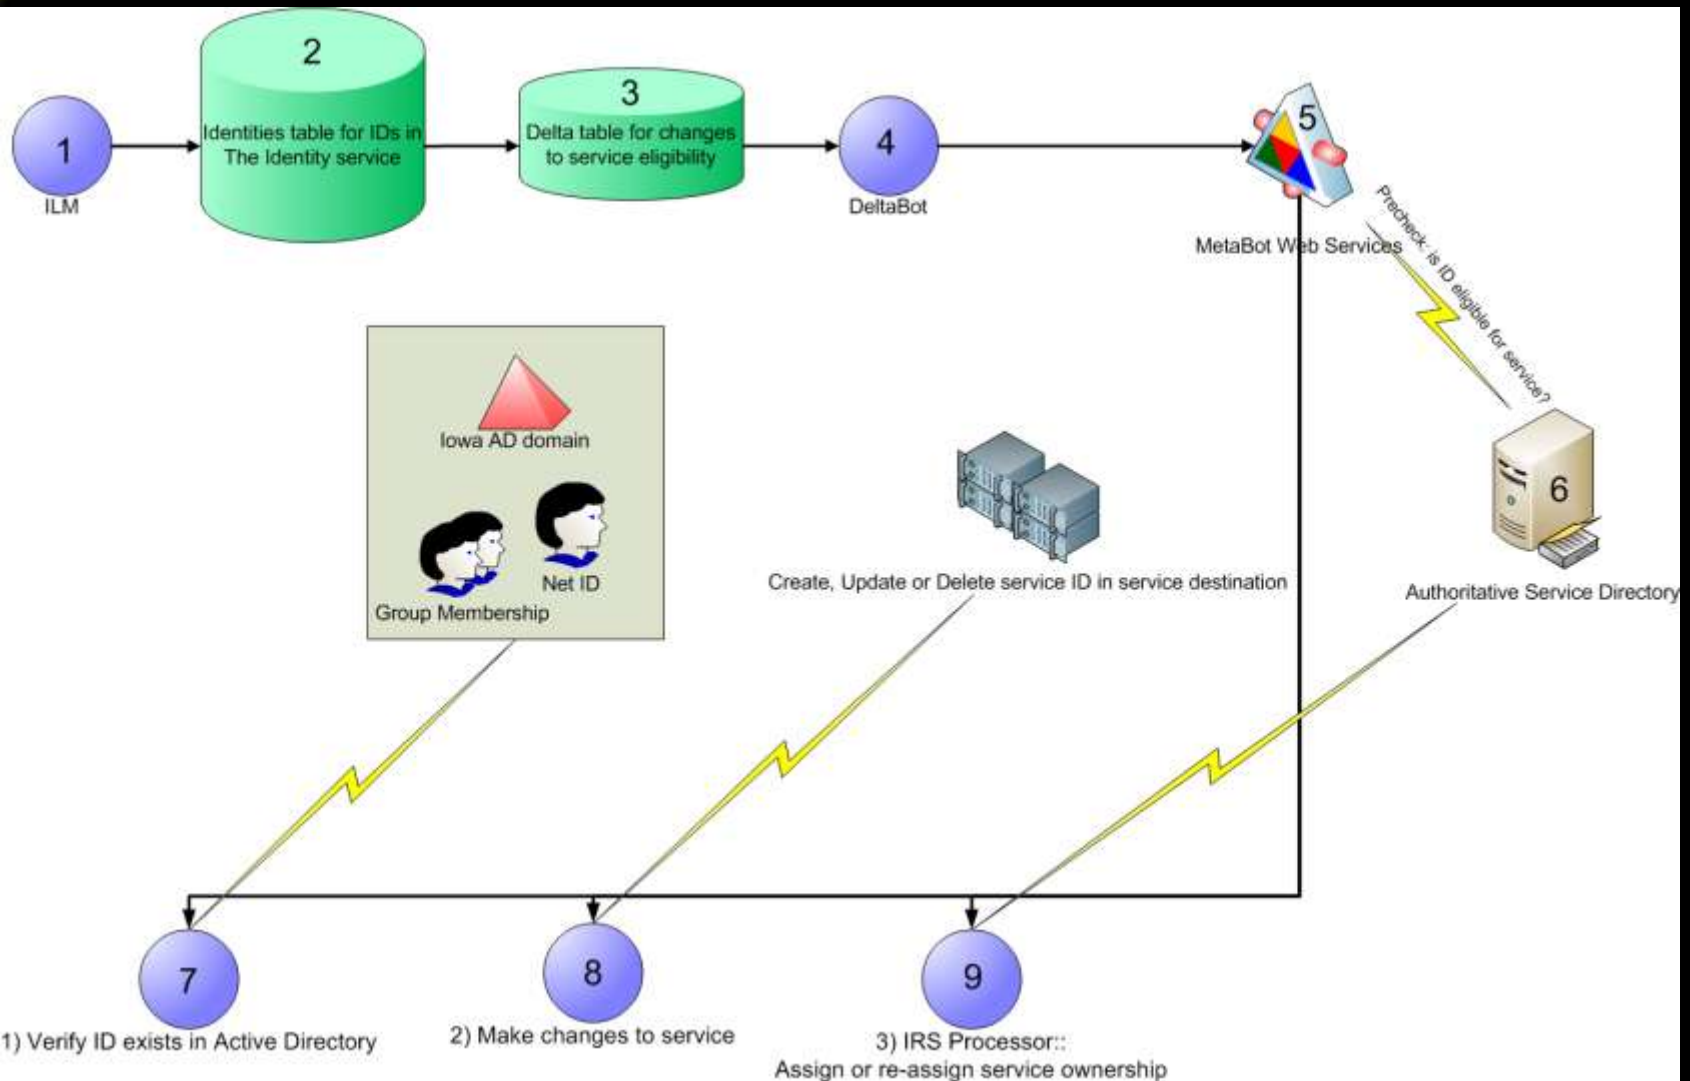 1
ILM
2
Identities table for IDs in
The Identity service
3
Delta table for changes
to service eligibility
4
DeltaBot
5
MetaBot Web Services
Precheck: is ID eligible for service?
6
Authoritative Service Directory
Iowa AD domain
Net ID
Group Membership
Create, Update or Delete service ID in service destination
7
1) Verify ID exists in Active Directory
8
2) Make changes to service
9
3) IRS Processor::
Assign or re-assign service ownership